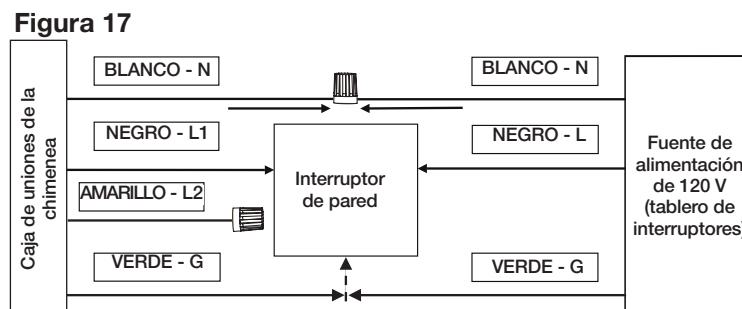 Figura 17
Caja de uniones de la
chimenea
BLANCO - N
NEGRO - L1
AMARILLO - L2
VERDE - G
Interruptor
de pared
BLANCO - N
NEGRO - L
VERDE - G
Fuente de
alimentación
de 120 V
(tablero de
interruptores)